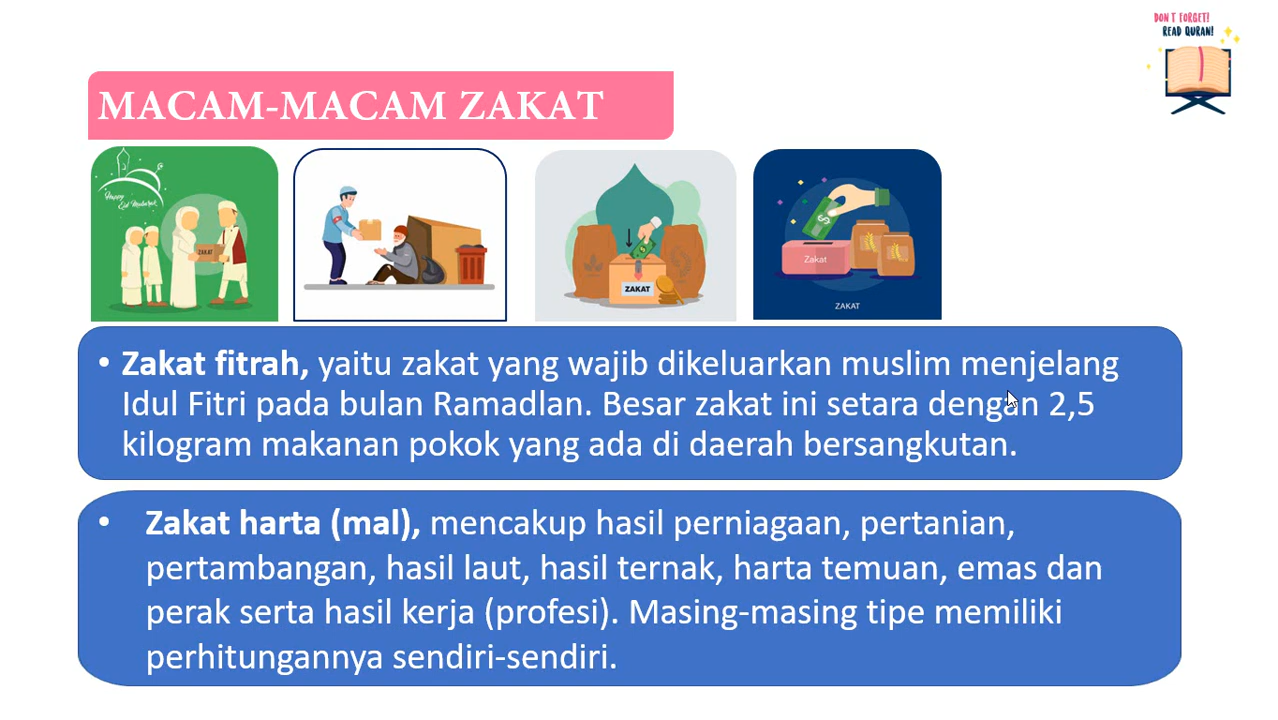 DON'T FORGET!
READ QURAN!
MACAM-MACAM ZAKAT
Happy
Eid Mubarak
ZAKAT
ZAKAT
Zakat
ZAKAT
• Zakat fitrah, yaitu zakat yang wajib dikeluarkan muslim menjelang
Idul Fitri pada bulan Ramadlan. Besar zakat ini setara dengan 2,5
kilogram makanan pokok yang ada di daerah bersangkutan.
• Zakat harta (mal), mencakup hasil perniagaan, pertanian,
pertambangan, hasil laut, hasil ternak, harta temuan, emas dan
perak serta hasil kerja (profesi). Masing-masing tipe memiliki
perhitungannya sendiri-sendiri.